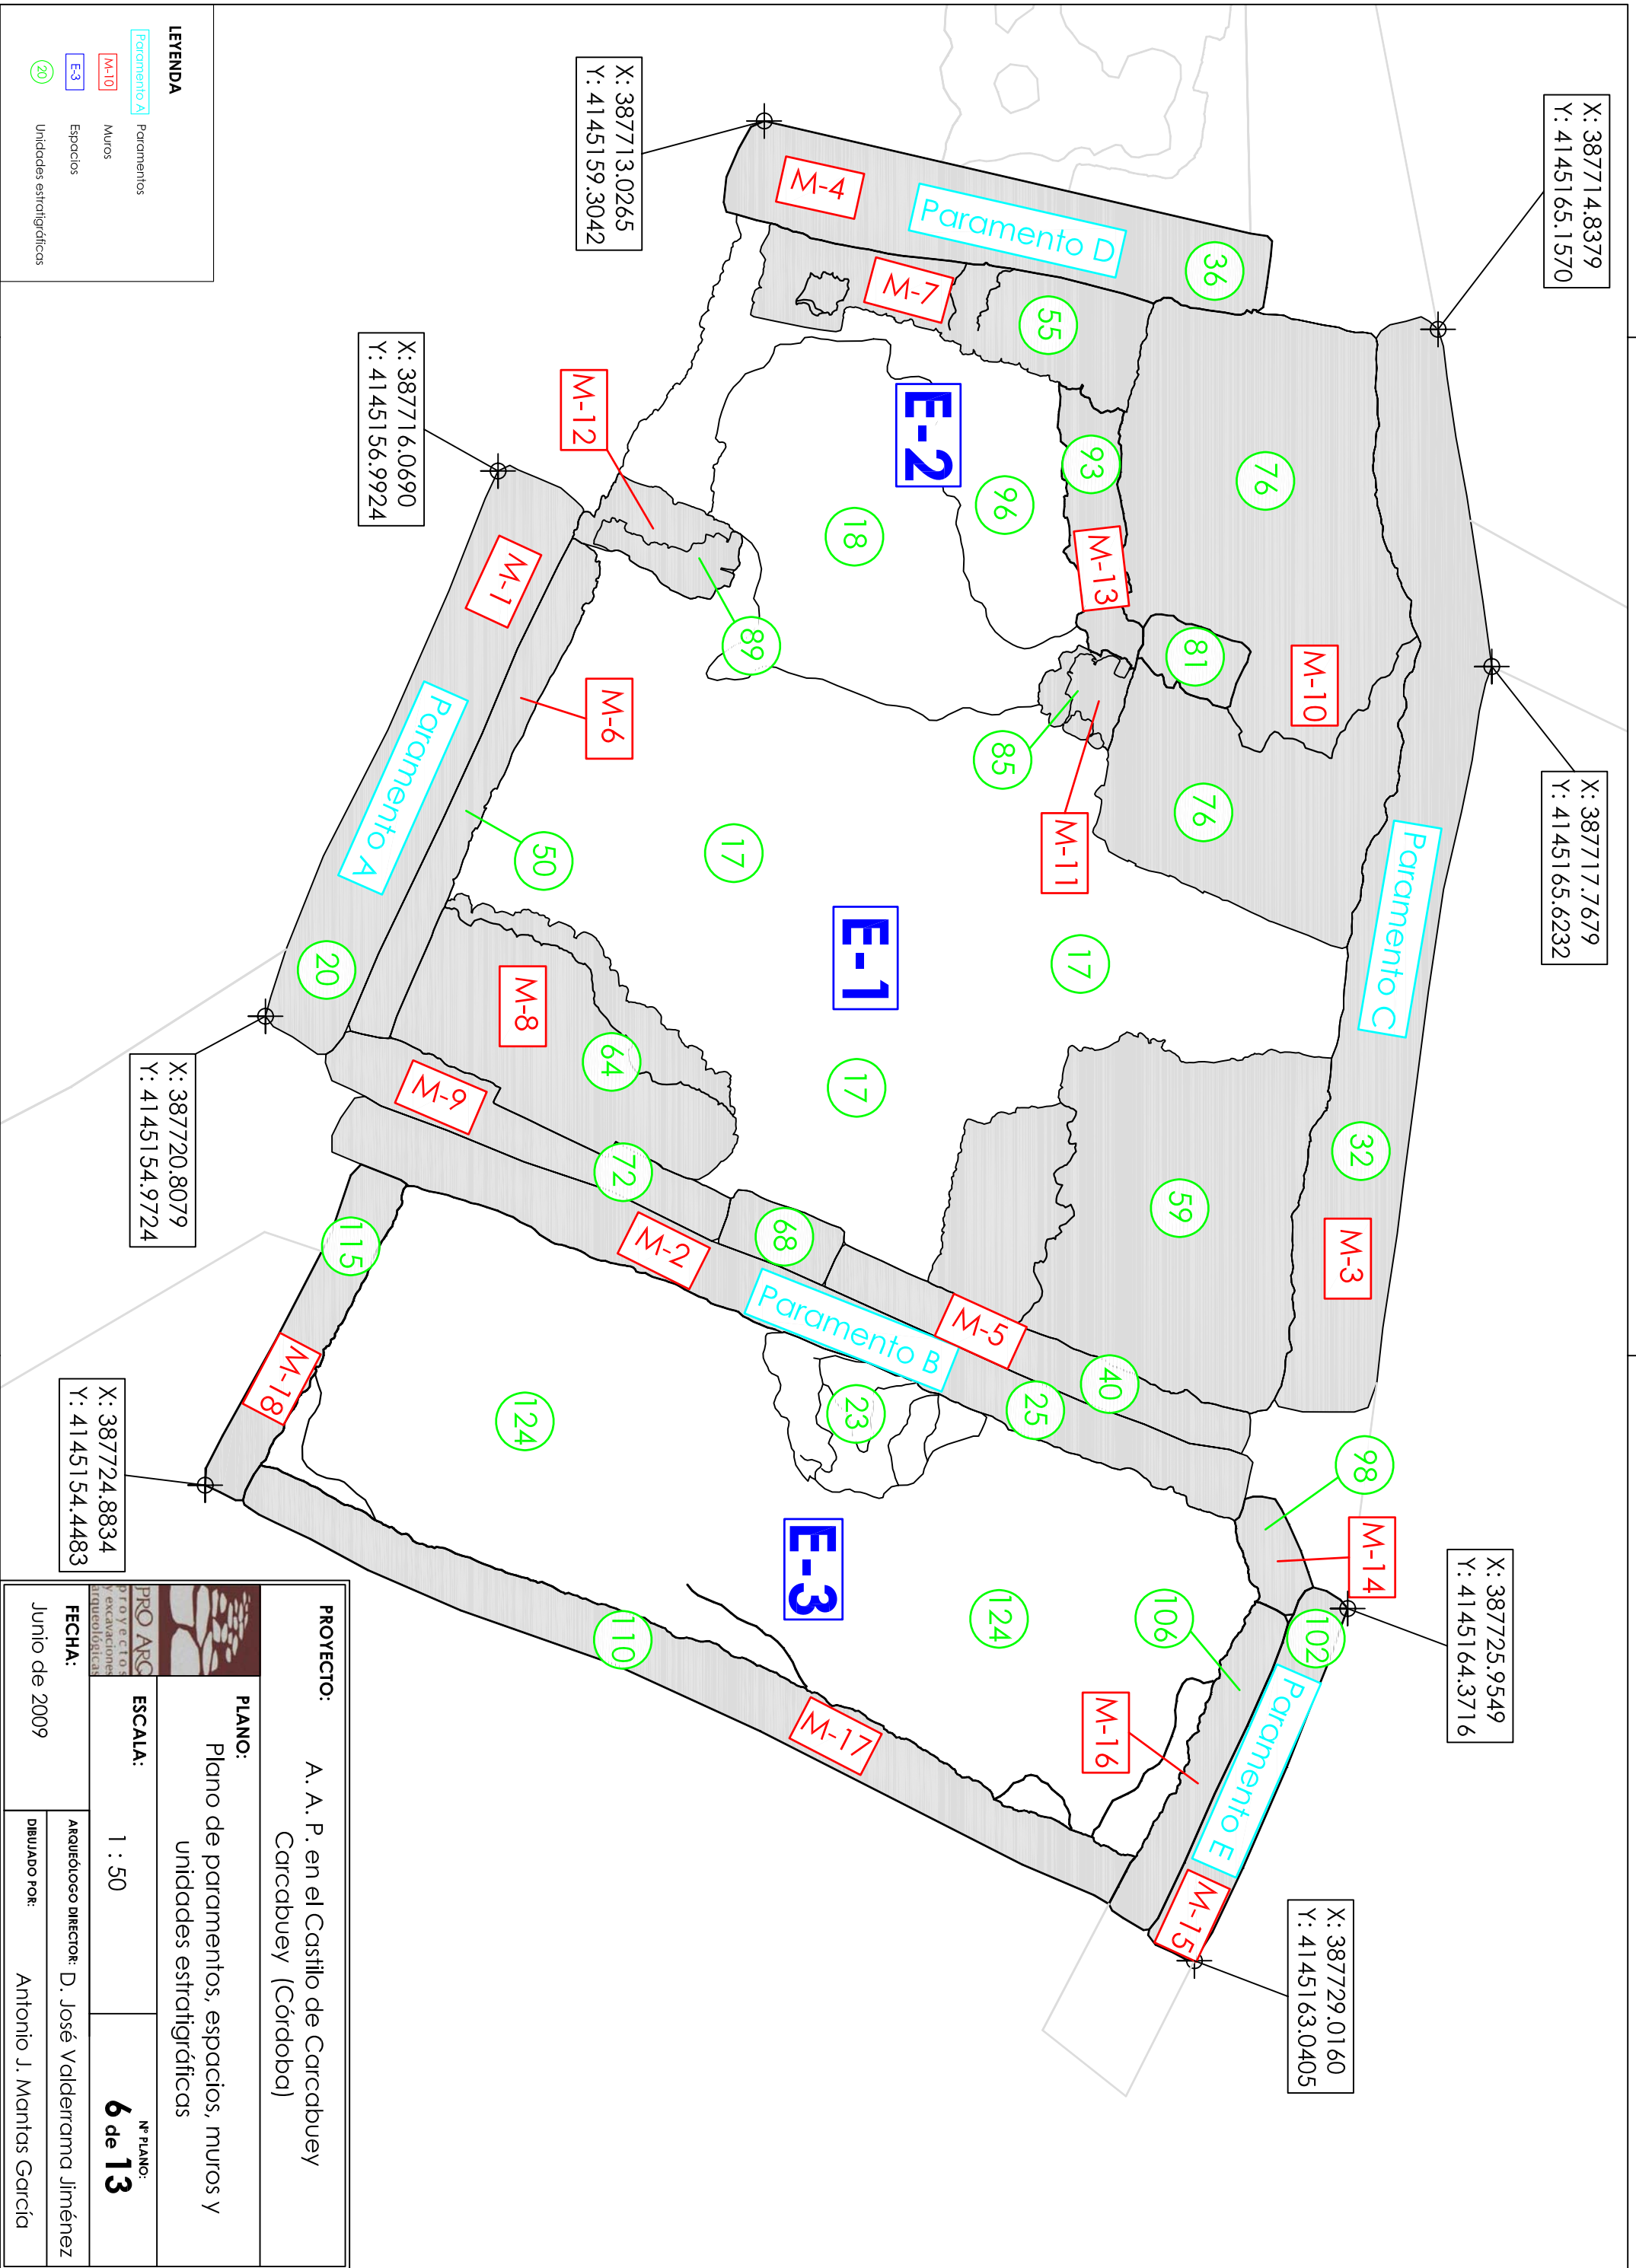 X: 387714.8379
Y: 4145165.1570
X: 387717.7679
Y: 4145165.6232
X: 387725.9549
Y: 4145164.3716
X: 387729.0160
Y: 4145163.0405
X: 387713.0265
Y: 4145159.3042
X: 387716.0690
Y: 4145156.9924
X: 387720.8079
Y: 4145154.9724
X: 387724.8834
Y: 4145154.4483
M-4
Paramento D
36
M-7
55
76
M-10
81
76
93
M-13
E-2
96
18
M-12
89
85
M-11
Paramento C
32
M-3
17
17
17
E-1
59
M-1
M-6
Paramento A
50
20
M-8
64
M-9
72
68
M-2
Paramento B
M-5
40
25
23
98
M-14
102
106
M-16
Paramento E
M-15
115
M-18
124
124
E-3
110
M-17
LEYENDA
Paramento A Paramentos
M-10 Muros
E-3 Espacios
20 Unidades estratigráficas
PROYECTO:
A. A. P. en el Castilo de Carcabuey
Carcabuey (Córdoba)
PRO ARQ
proyectos
y excavaciones
arqueológicas
PLANO:
Plano de paramentos, espacios, muros y
unidades estratigráficas
ESCALA:
1 : 50
Nº PLANO:
6 de 13
FECHA:
Junio de 2009
ARQUEÓLOGO DIRECTOR: D. José Valderrama Jiménez
DIBUJADO POR: Antonio J. Mantas García